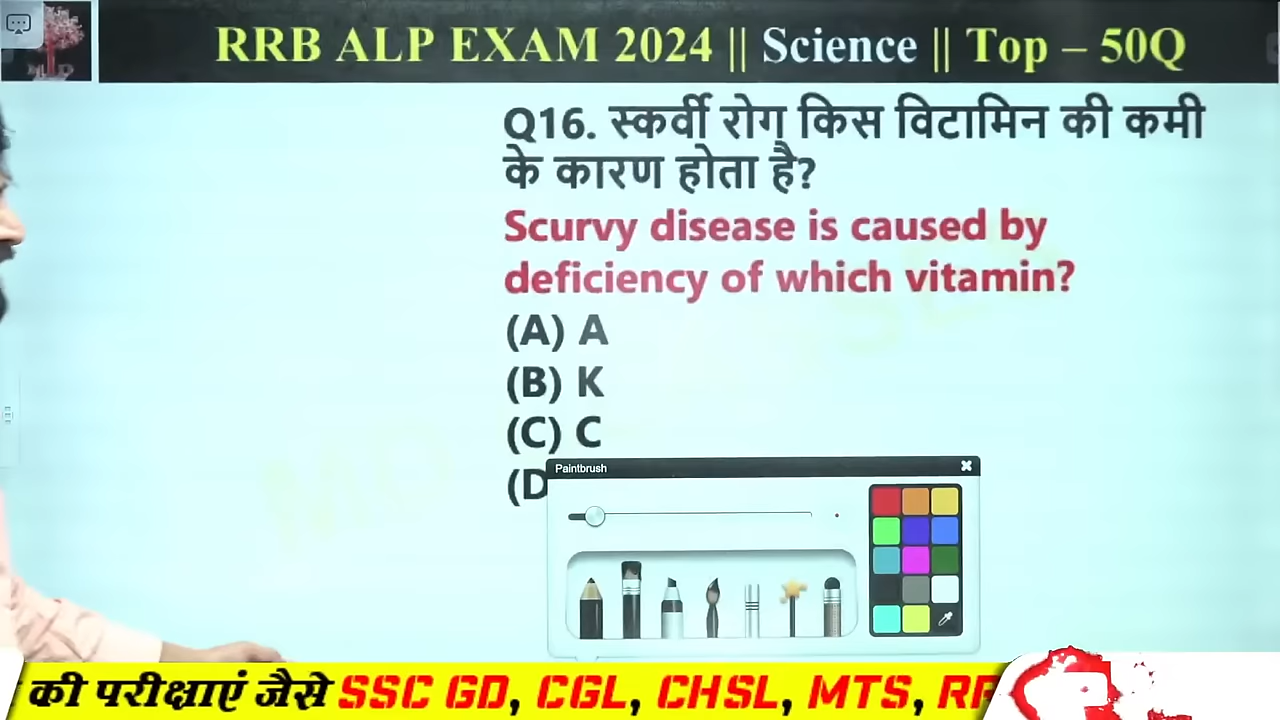 RRB ALP EXAM 2024 || Science || Top – 50Q
Q16. स्कर्वी रोग किस विटामिन की कमी
के कारण होता है?
Scurvy disease is caused by
deficiency of which vitamin?
(A) A
(B) K
(C) C
(D
Paintbrush
की परीक्षाएं जैसे SSC GD, CGL, CHSL, MTS,